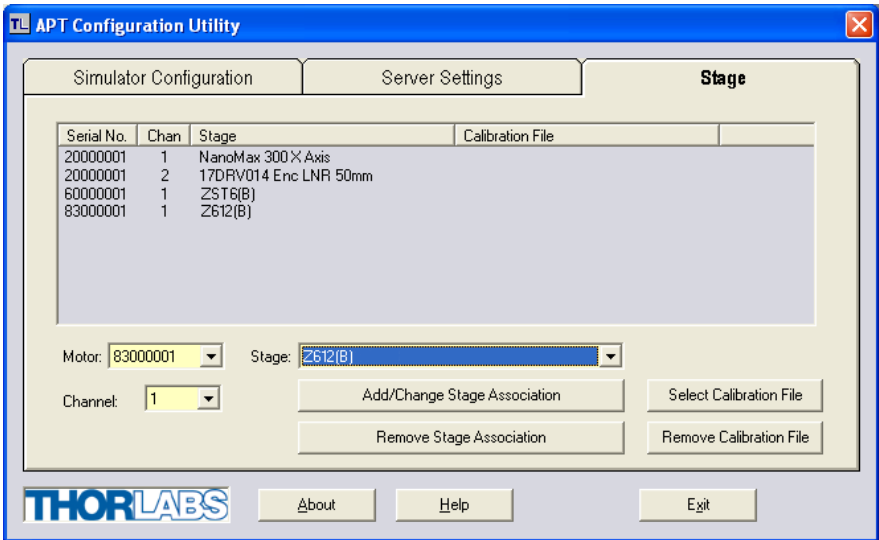 TL APT Configuration Utility
Simulator Configuration Server Settings Stage
Serial No. Chan Stage Calibration File
20000001 1 NanoMax 300 X Axis
20000001 2 17DRV014 Enc LNR 50mm
60000001 1 ZST6(B)
83000001 1 Z612(B)
Motor: 83000001 Stage: Z612(B)
Channel: 1 Add/Change Stage Association Select Calibration File
Remove Stage Association Remove Calibration File
THORLABS About Help Exit